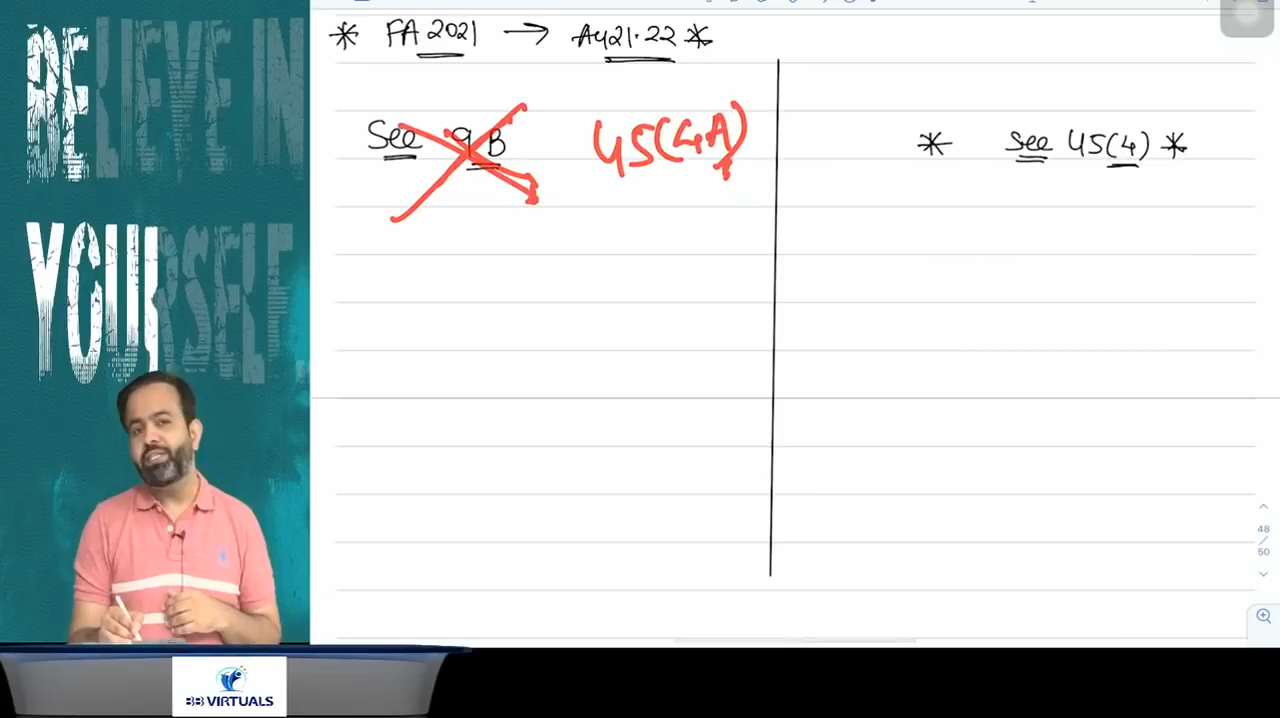 * FA 2021 → AY21.22 *
See 9B 45(4A)
* See 45(4) *
BELIEVE IN
YOURSELF.
48
/
50
BB VIRTUALS